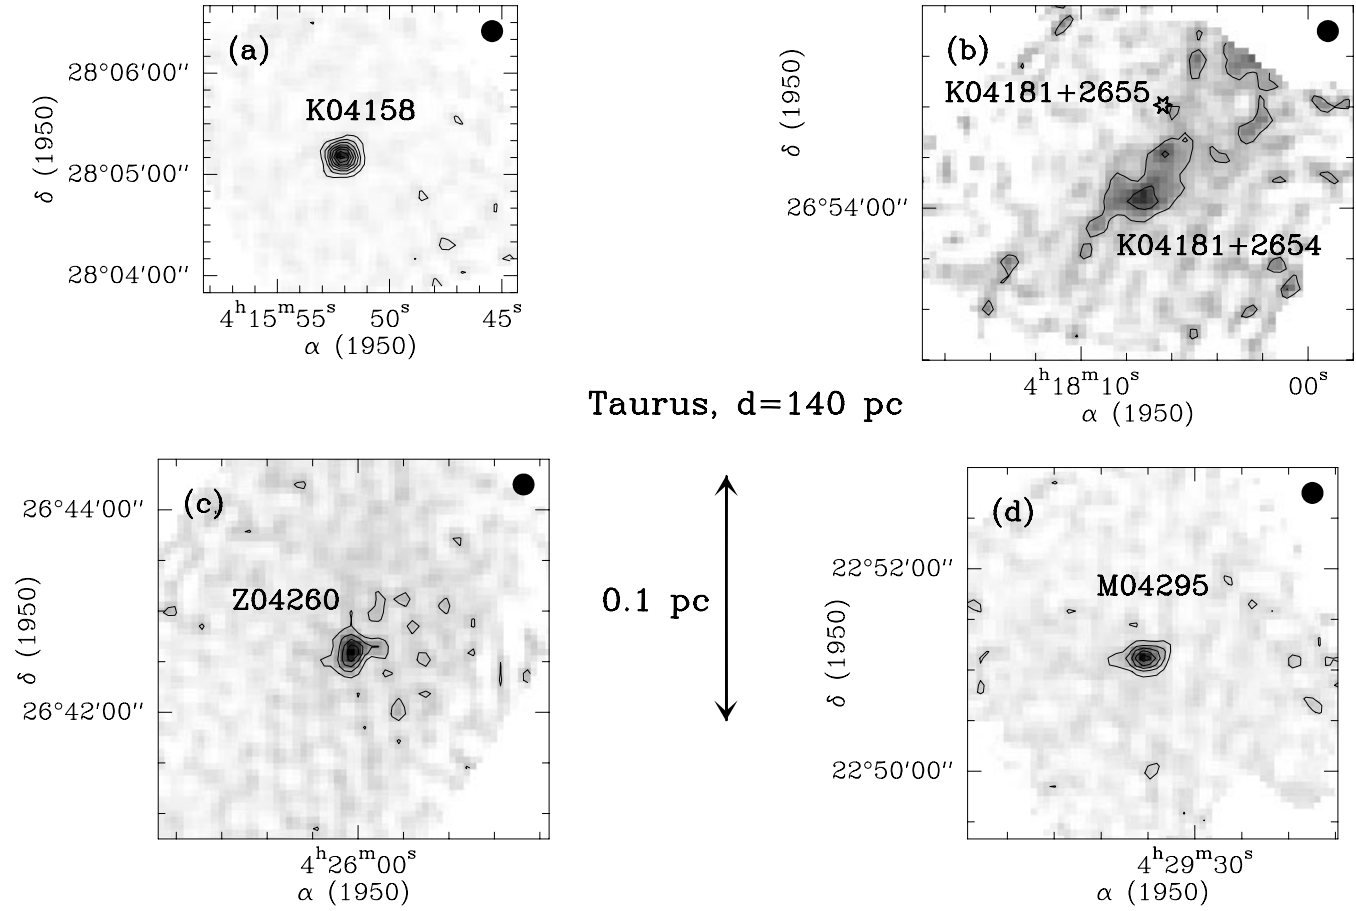 (a)
K04158
28°06'00"
28°05'00"
28°04'00"
δ (1950)
4ʰ15ᵐ55ˢ 50ˢ 45ˢ
α (1950)
(b)
K04181+2655
K04181+2654
26°54'00"
δ (1950)
4ʰ18ᵐ10ˢ 00ˢ
α (1950)
Taurus, d=140 pc
0.1 pc
(c)
Z04260
26°44'00"
26°42'00"
δ (1950)
4ʰ26ᵐ00ˢ
α (1950)
(d)
M04295
22°52'00"
22°50'00"
δ (1950)
4ʰ29ᵐ30ˢ
α (1950)